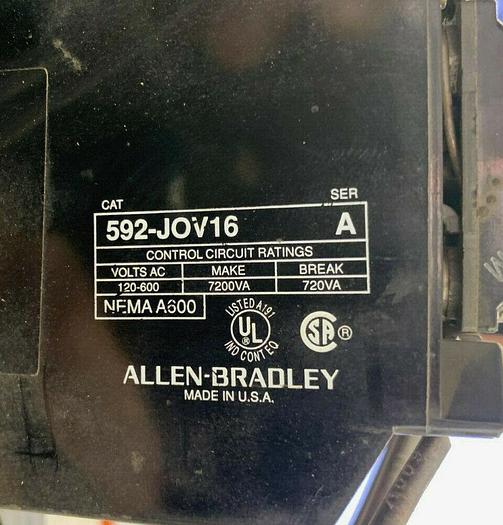 CAT SER
592-JOV16 A
CONTROL CIRCUIT RATINGS
VOLTS AC MAKE BREAK
120-600 7200VA 720VA
NEMA A600
LISTED A191
UL ®
IND CONT EQ
SA ®
ALLEN-BRADLEY
MADE IN U.S.A.